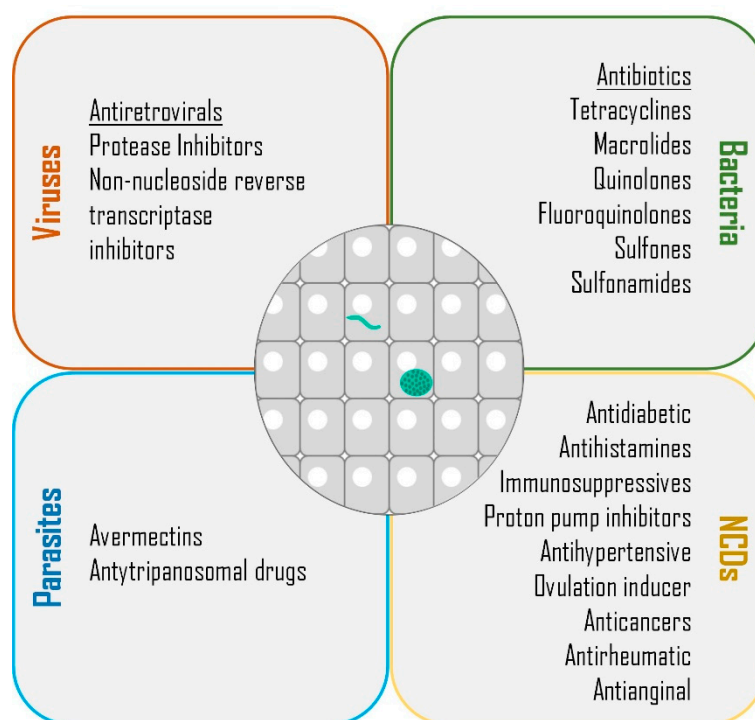 Viruses
Antiretrovirals
Protease Inhibitors
Non-nucleoside reverse
transcriptase
inhibitors
Bacteria
Antibiotics
Tetracyclines
Macrolides
Quinolones
Fluoroquinolones
Sulfones
Sulfonamides
Parasites
Avermectins
Antytripanosomal drugs
NCDs
Antidiabetic
Antihistamines
Immunosuppressives
Proton pump inhibitors
Antihypertensive
Ovulation inducer
Anticancers
Antirheumatic
Antianginal